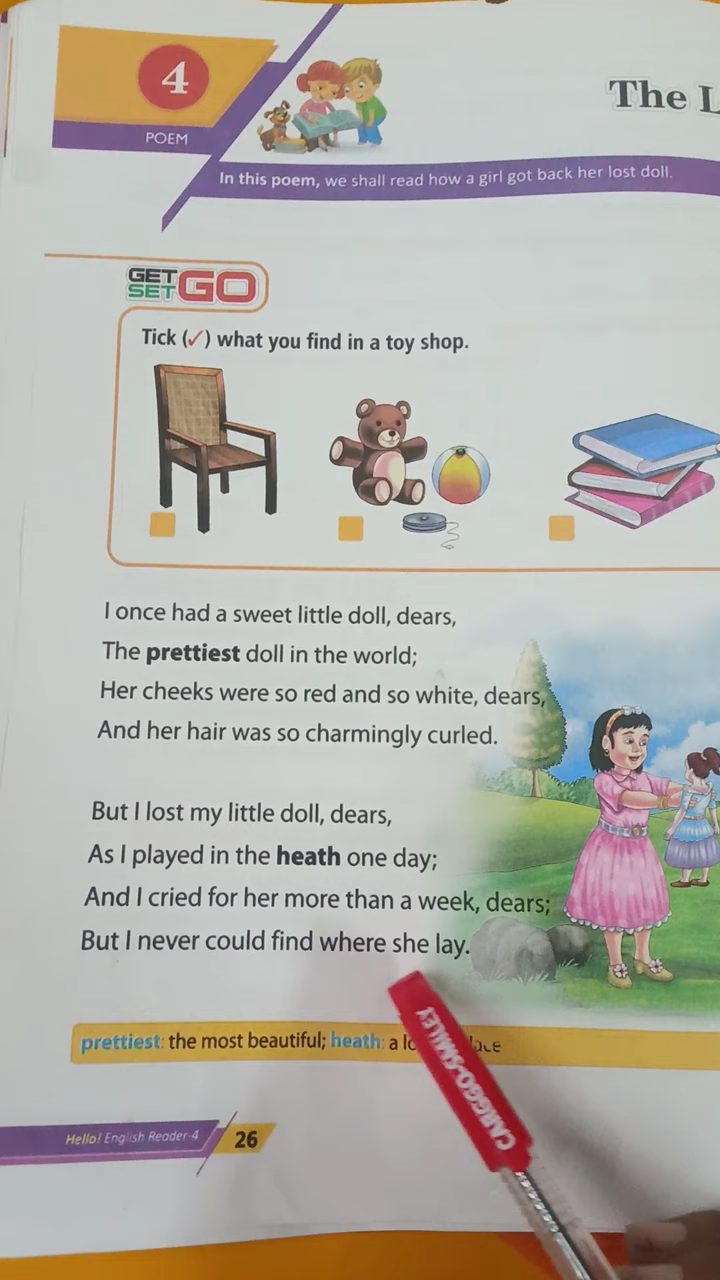 4
POEM
The L
In this poem, we shall read how a girl got back her lost doll.
GET SET GO
Tick (✓) what you find in a toy shop.
I once had a sweet little doll, dears,
The prettiest doll in the world;
Her cheeks were so red and so white, dears,
And her hair was so charmingly curled.
But I lost my little doll, dears,
As I played in the heath one day;
And I cried for her more than a week, dears;
But I never could find where she lay.
prettiest: the most beautiful; heath: a
CARGGO-SMILEY
Hello! English Reader-4
26